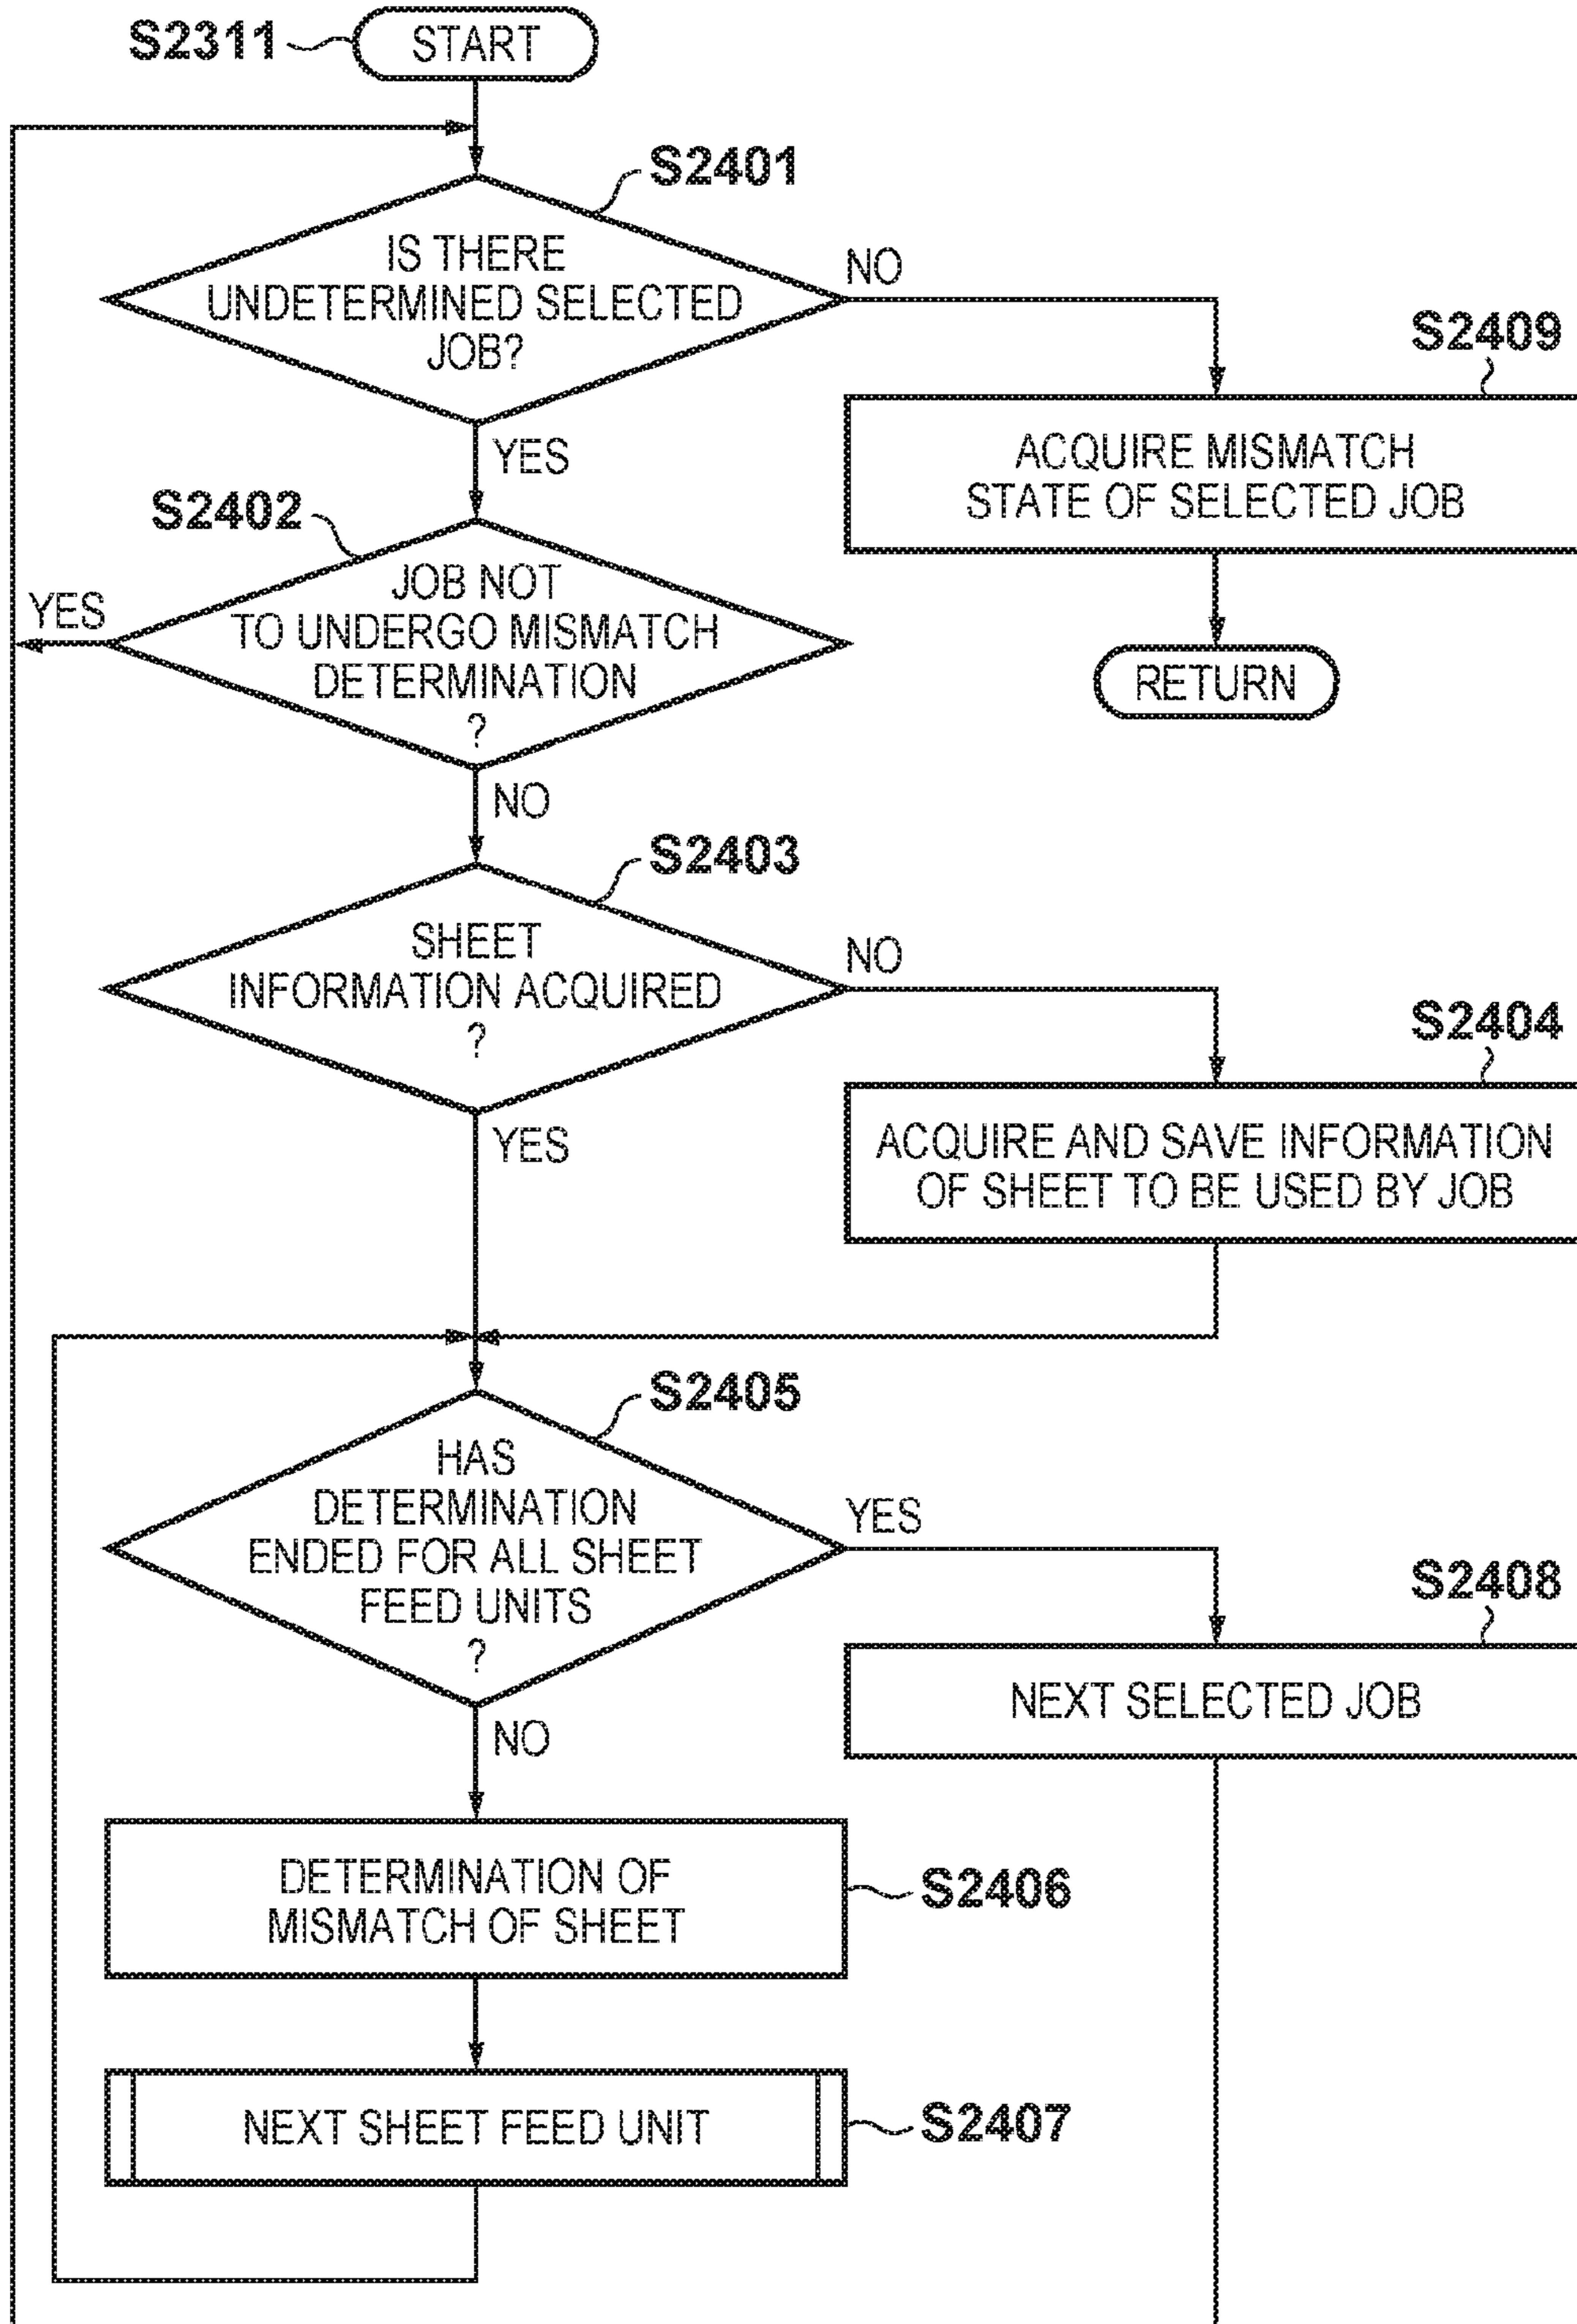 S2311
START
S2401
IS THERE
UNDETERMINED SELECTED
JOB?
NO
YES
S2409
ACQUIRE MISMATCH
STATE OF SELECTED JOB
RETURN
S2402
JOB NOT
TO UNDERGO MISMATCH
DETERMINATION
?
YES
NO
S2403
SHEET
INFORMATION ACQUIRED
?
NO
YES
S2404
ACQUIRE AND SAVE INFORMATION
OF SHEET TO BE USED BY JOB
S2405
HAS
DETERMINATION
ENDED FOR ALL SHEET
FEED UNITS
?
YES
NO
S2408
NEXT SELECTED JOB
DETERMINATION OF
MISMATCH OF SHEET
S2406
NEXT SHEET FEED UNIT
S2407